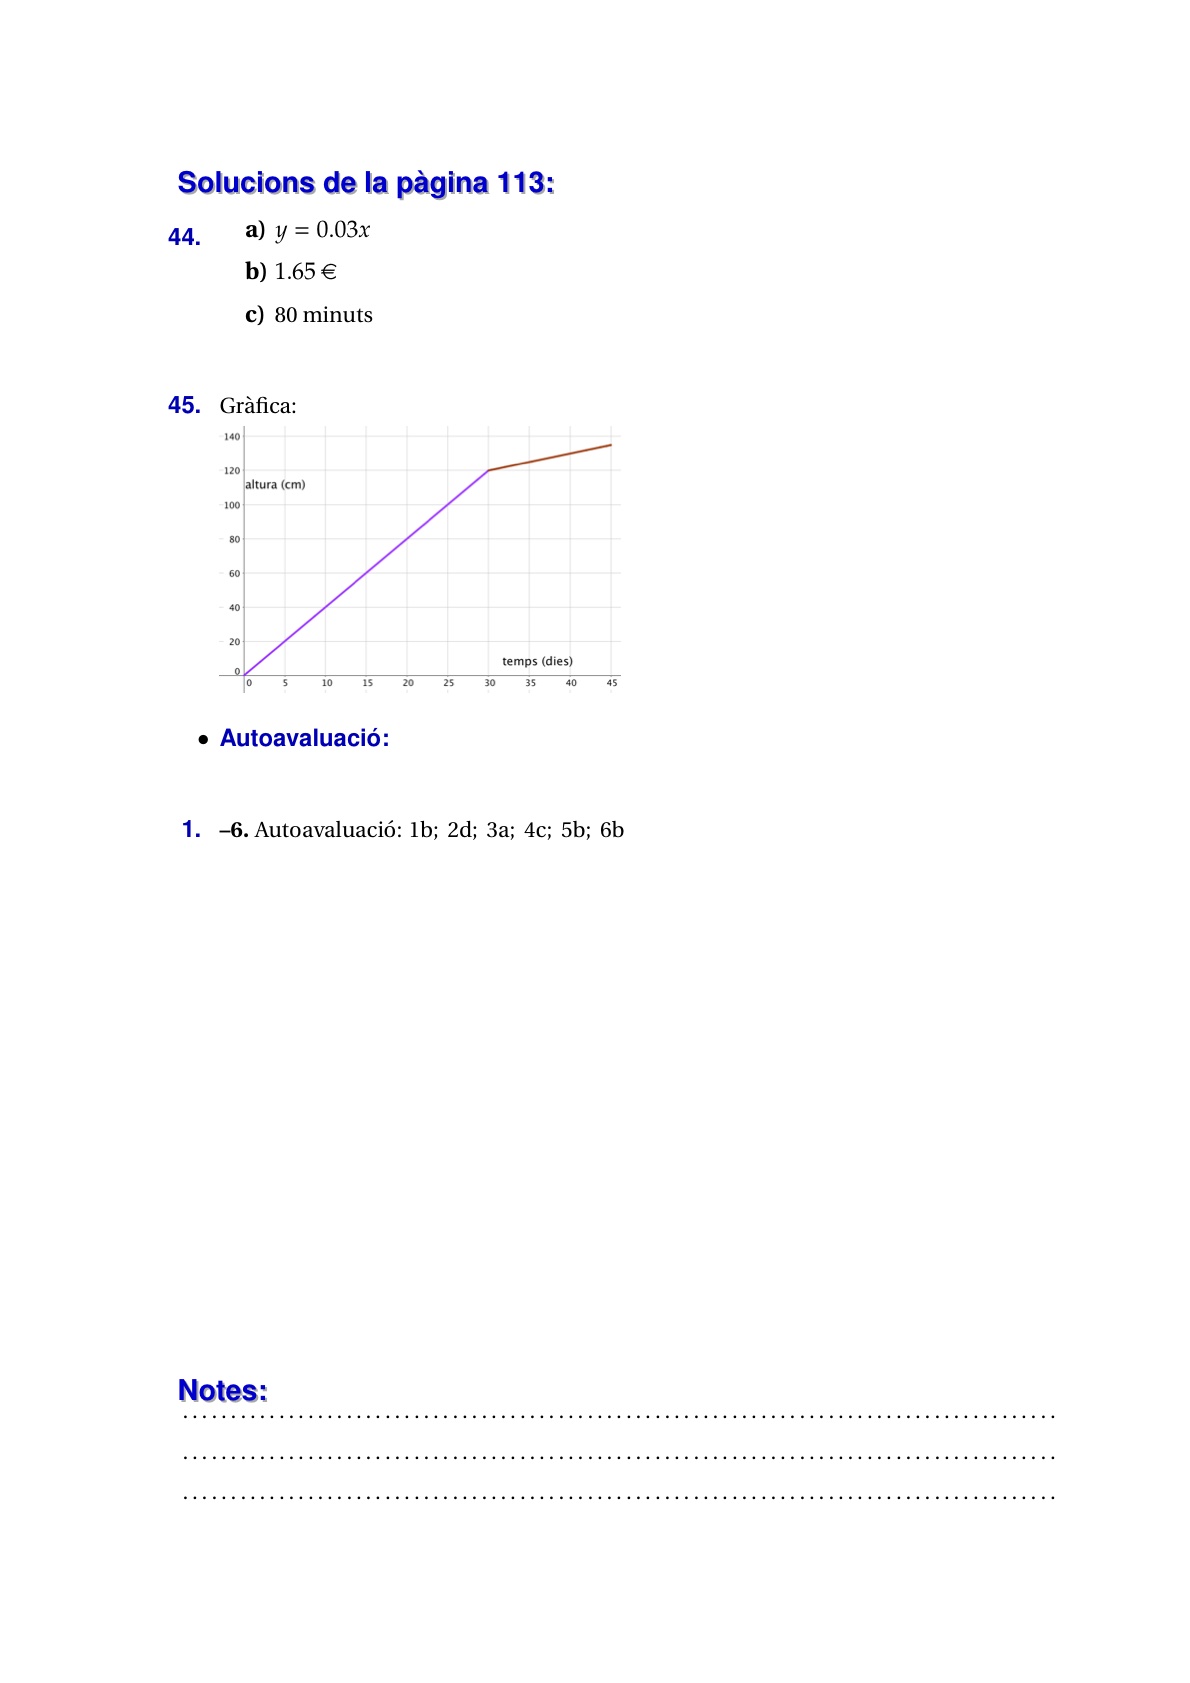 Solucions de la pàgina 113:
44. a) y = 0.03x
b) 1.65 €
c) 80 minuts
45. Gràfica:
140
120
altura (cm)
100
80
60
40
20
temps (dies)
0
0 5 10 15 20 25 30 35 40 45
• Autoavaluació:
1. –6. Autoavaluació: 1b; 2d; 3a; 4c; 5b; 6b
Notes: